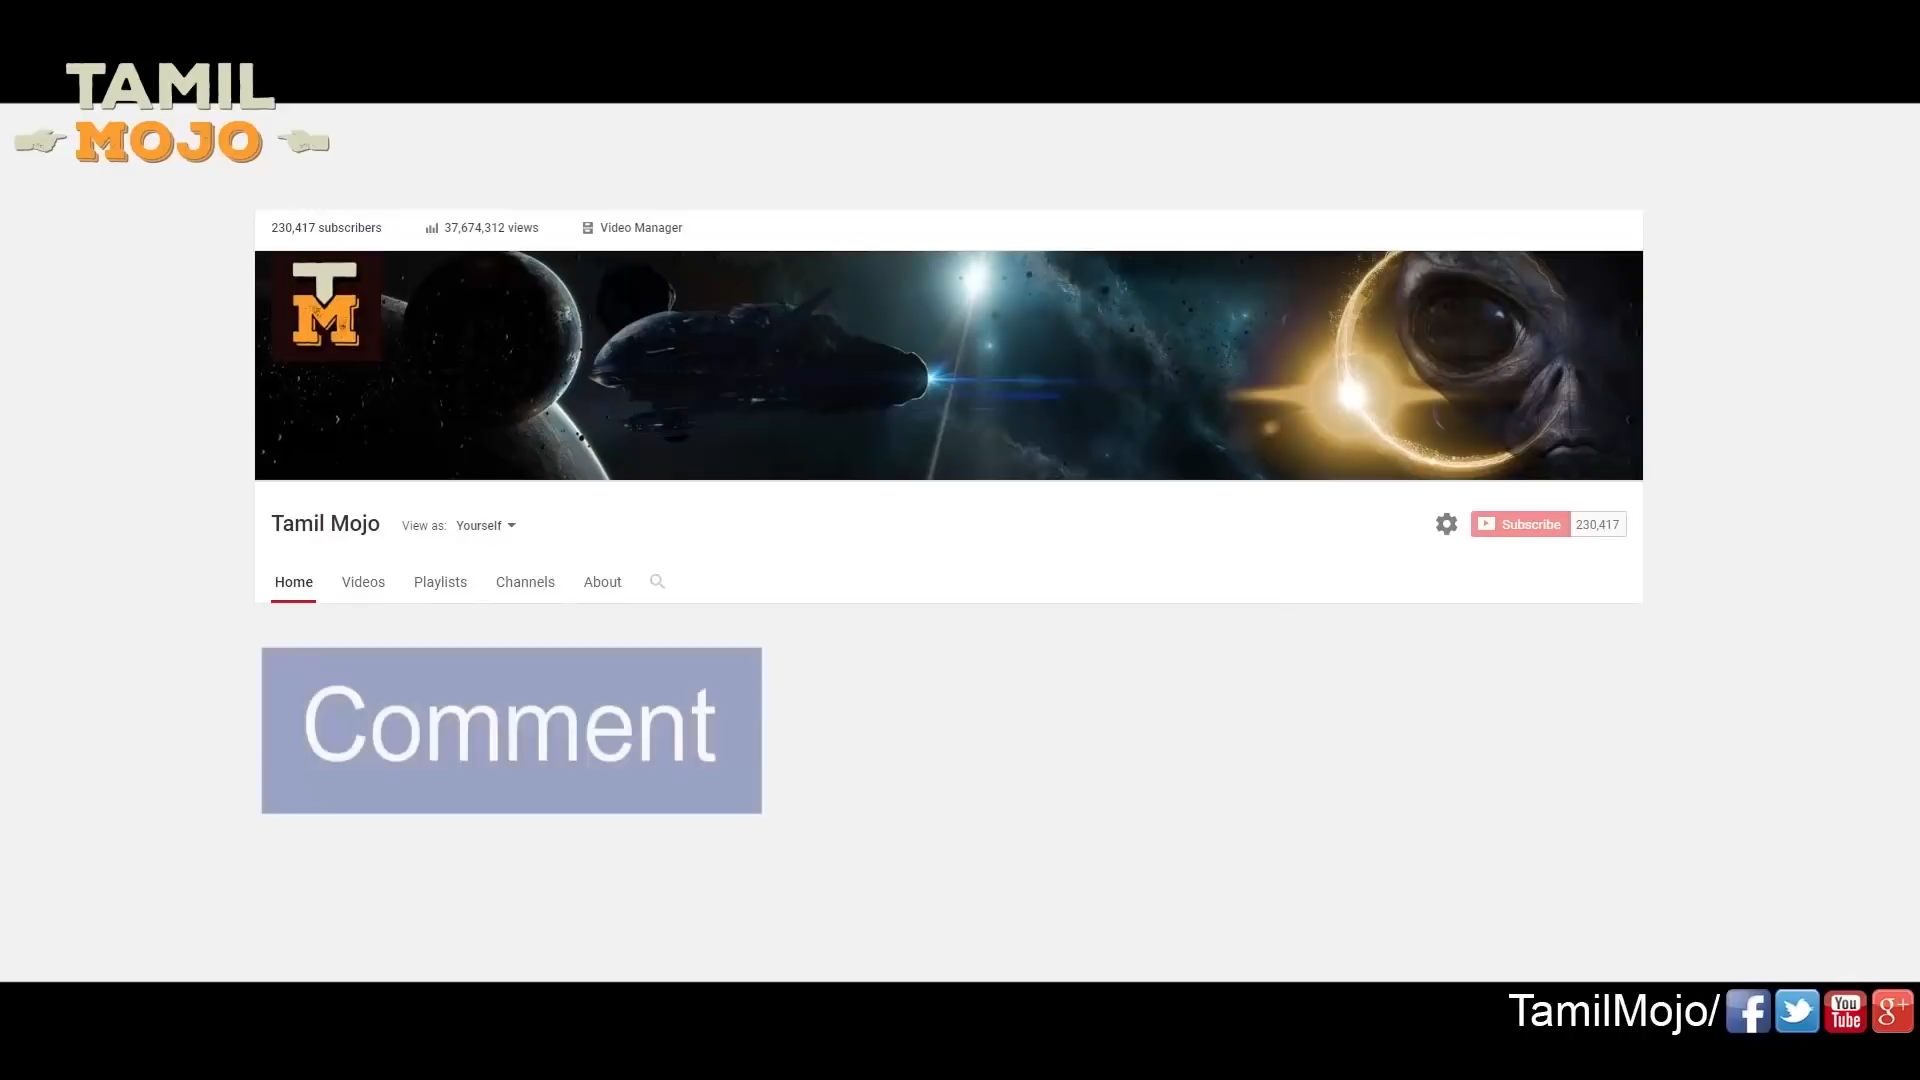 TAMIL
MOJO
230,417 subscribers
37,674,312 views
Video Manager
T
M
Tamil Mojo
View as: Yourself
Subscribe 230,417
Home Videos Playlists Channels About
Comment
TamilMojo/ f You Tube g+